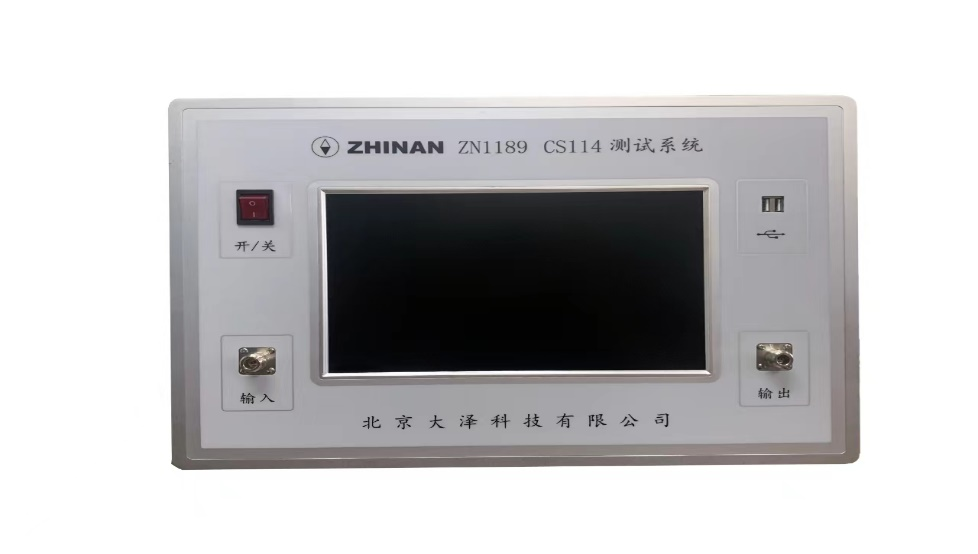 ZHINAN ZN1189 CS114 测试系统
开/关
输入
输出
北京大泽科技有限公司